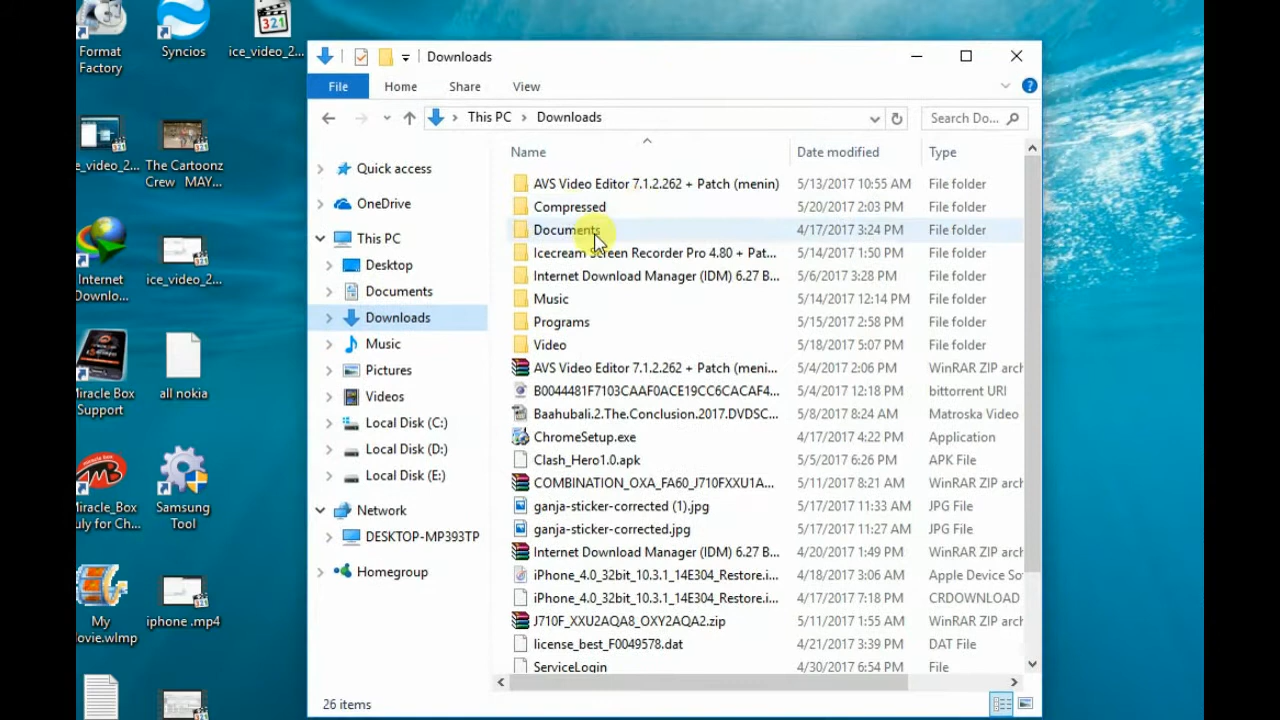 Format
Factory
Syncios
ice_video_2...
e_video_2...
The Cartoonz
Crew MAY...
Internet
Downlo...
ice_video_2...
Miracle Box
Support
all nokia
Miracle_Box
uly for Ch...
Samsung
Tool
My
ovie.wlmp
iphone .mp4
Downloads
File
Home
Share
View
This PC
Downloads
Search Do...
Quick access
OneDrive
This PC
Desktop
Documents
Downloads
Music
Pictures
Videos
Local Disk (C:)
Local Disk (D:)
Local Disk (E:)
Network
DESKTOP-MP393TP
Homegroup
Name Date modified Type
AVS Video Editor 7.1.2.262 + Patch (menin) 5/13/2017 10:55 AM File folder
Compressed 5/20/2017 2:03 PM File folder
Documents 4/17/2017 3:24 PM File folder
Icecream Screen Recorder Pro 4.80 + Pat... 5/14/2017 1:50 PM File folder
Internet Download Manager (IDM) 6.27 B... 5/6/2017 3:28 PM File folder
Music 5/14/2017 12:14 PM File folder
Programs 5/15/2017 2:58 PM File folder
Video 5/18/2017 5:07 PM File folder
AVS Video Editor 7.1.2.262 + Patch (meni... 5/4/2017 2:06 PM WinRAR ZIP arch
B0044481F7103CAAF0ACE19CC6CACAF4... 5/4/2017 12:18 PM bittorrent URI
Baahubali.2.The.Conclusion.2017.DVDSC... 5/8/2017 8:24 AM Matroska Video
ChromeSetup.exe 4/17/2017 4:22 PM Application
Clash_Hero1.0.apk 5/5/2017 6:26 PM APK File
COMBINATION_OXA_FA60_J710FXXU1A... 5/11/2017 8:21 AM WinRAR ZIP arch
ganja-sticker-corrected (1).jpg 5/17/2017 11:33 AM JPG File
ganja-sticker-corrected.jpg 5/17/2017 11:27 AM JPG File
Internet Download Manager (IDM) 6.27 B... 4/20/2017 1:49 PM WinRAR ZIP arch
iPhone_4.0_32bit_10.3.1_14E304_Restore.i... 4/18/2017 3:06 AM Apple Device So
iPhone_4.0_32bit_10.3.1_14E304_Restore.i... 4/17/2017 7:18 PM CRDOWNLOAD
J710F_XXU2AQA8_OXY2AQA2.zip 5/11/2017 1:55 AM WinRAR ZIP arch
license_best_F0049578.dat 4/21/2017 3:39 PM DAT File
ServiceLogin 4/30/2017 6:54 PM File
26 items